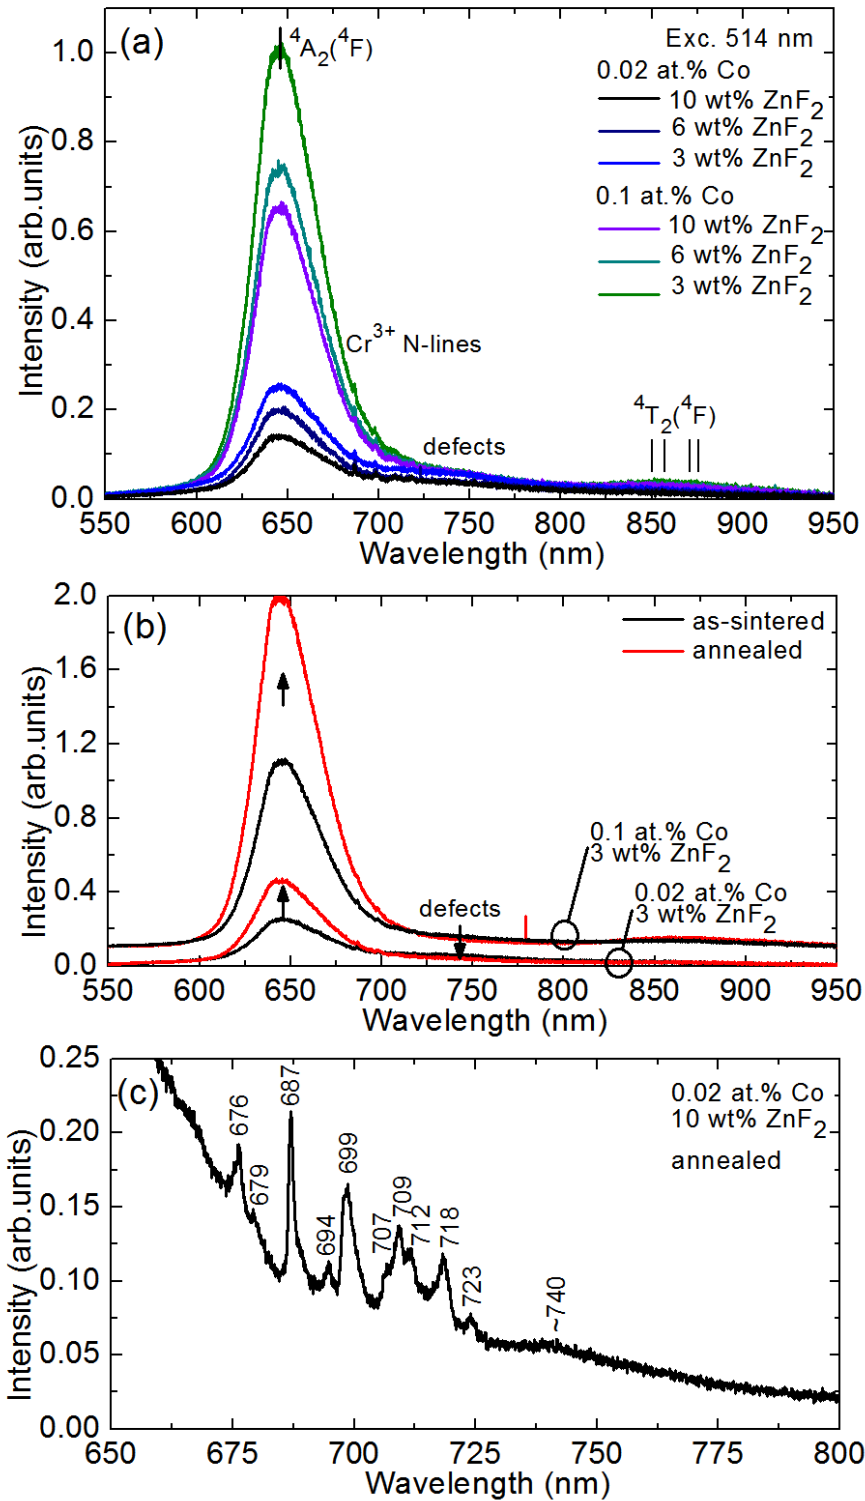 (a)
⁴A₂(⁴F)
Exc. 514 nm
0.02 at.% Co
10 wt% ZnF₂
6 wt% ZnF₂
3 wt% ZnF₂
0.1 at.% Co
10 wt% ZnF₂
6 wt% ZnF₂
3 wt% ZnF₂
Cr³⁺ N-lines
⁴T₂(⁴F)
defects
Intensity (arb.units)
1.0
0.8
0.6
0.4
0.2
0.0
550 600 650 700 750 800 850 900 950
Wavelength (nm)
(b)
as-sintered
annealed
0.1 at.% Co
3 wt% ZnF₂
0.02 at.% Co
3 wt% ZnF₂
defects
Intensity (arb.units)
2.0
1.6
1.2
0.8
0.4
0.0
550 600 650 700 750 800 850 900 950
Wavelength (nm)
(c)
0.02 at.% Co
10 wt% ZnF₂
annealed
676
679
687
694
699
707
709
712
718
723
~740
Intensity (arb.units)
0.25
0.20
0.15
0.10
0.05
0.00
650 675 700 725 750 775 800
Wavelength (nm)